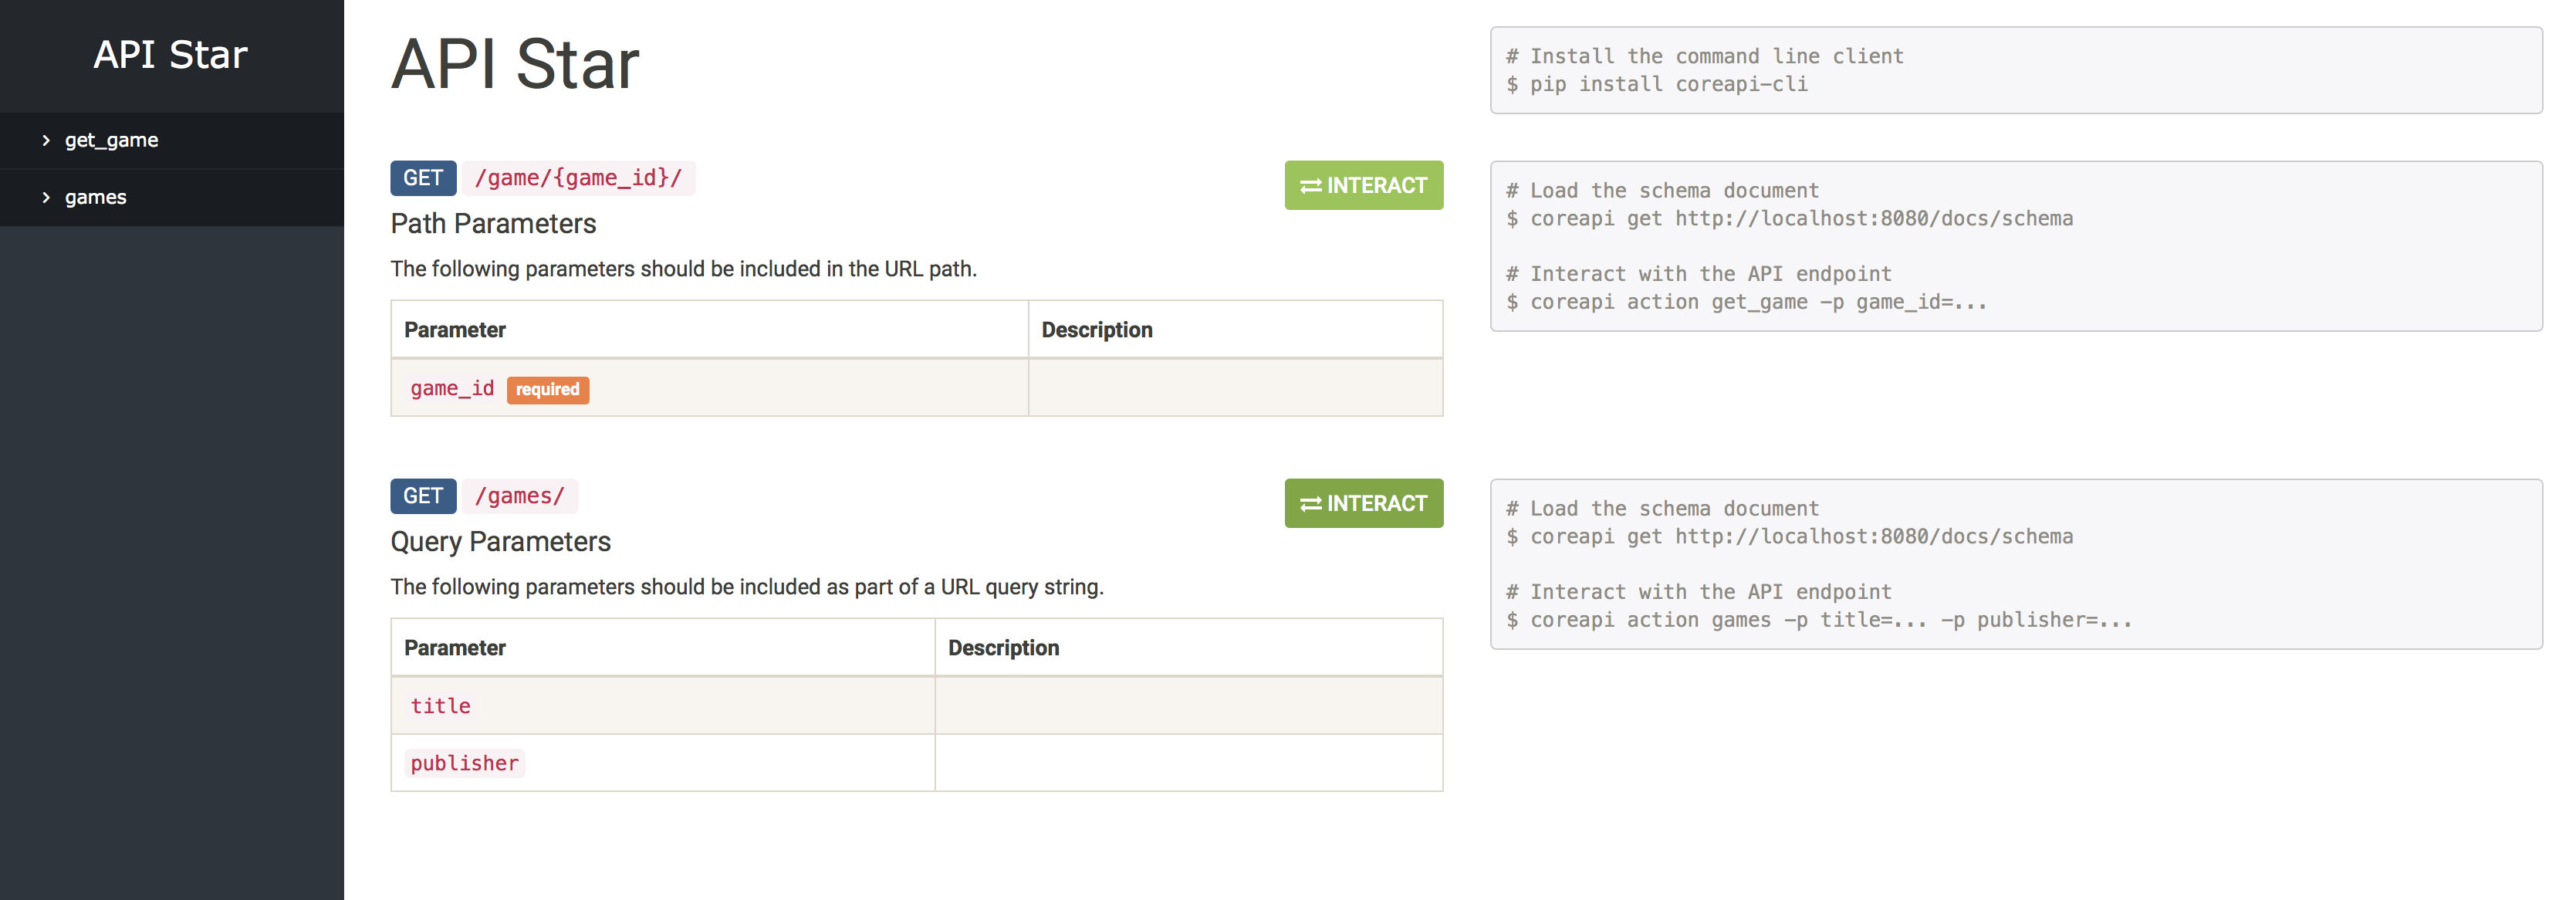 API Star
get_game
games
API Star
# Install the command line client
$ pip install coreapi-cli
GET /game/{game_id}/
INTERACT
Path Parameters
The following parameters should be included in the URL path.
Parameter Description
game_id required
# Load the schema document
$ coreapi get http://localhost:8080/docs/schema
# Interact with the API endpoint
$ coreapi action get_game -p game_id=...
GET /games/
INTERACT
Query Parameters
The following parameters should be included as part of a URL query string.
Parameter Description
title
publisher
# Load the schema document
$ coreapi get http://localhost:8080/docs/schema
# Interact with the API endpoint
$ coreapi action games -p title=... -p publisher=...